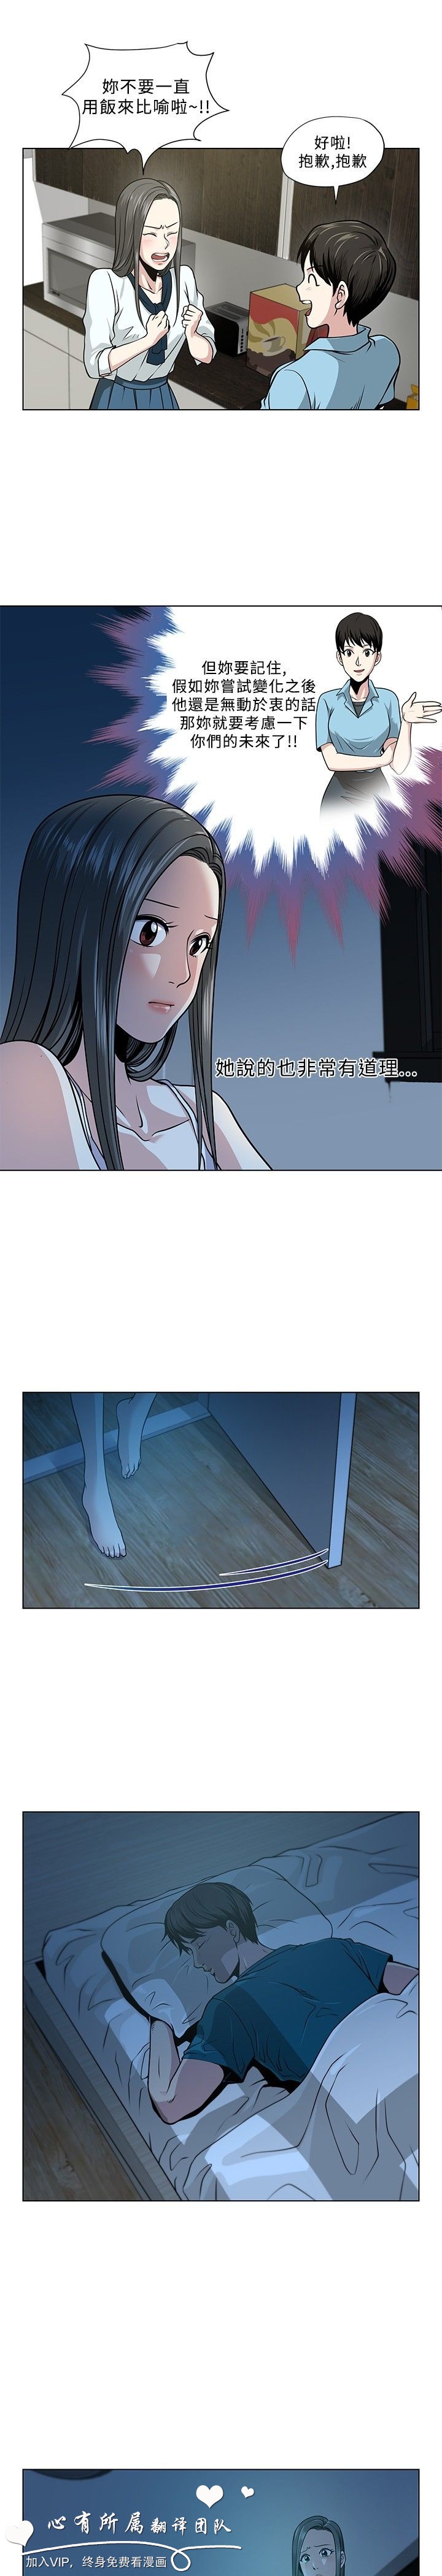 妳不要一直
用飯來比喻啦~!!
好啦!
抱歉,抱歉
但妳要記住,
假如妳嘗試變化之後
他還是無動於衷的話
那妳就要考慮一下
你們的未來了!!
她說的也非常有道理...
心有所属翻译团队
加入VIP，终身免费看漫画